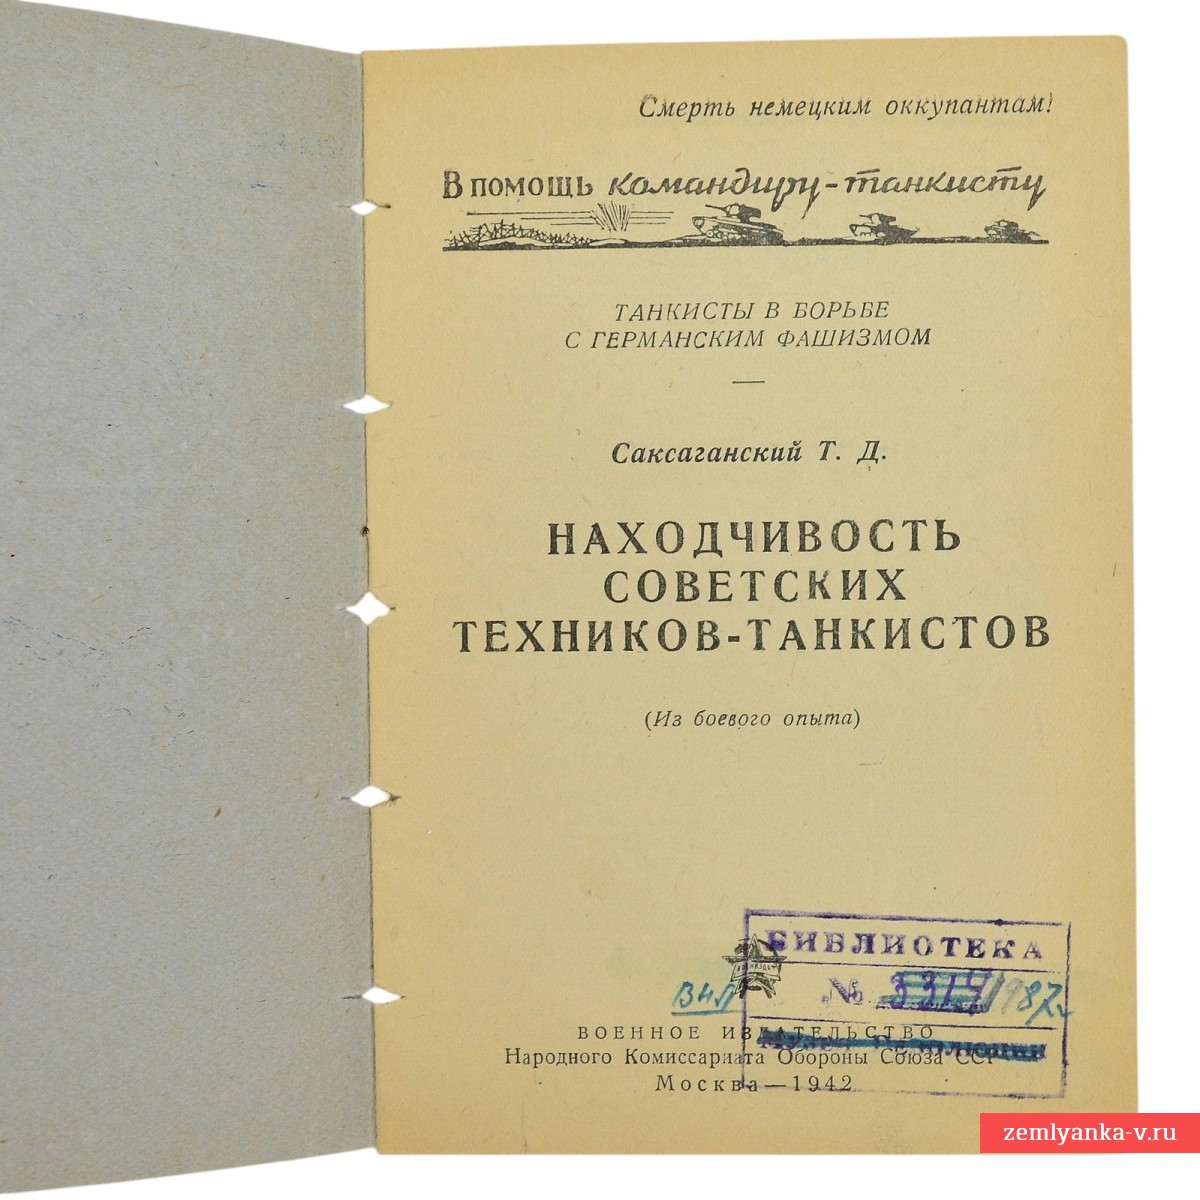 Смерть немецким оккупантам!
В ПОМОЩЬ командиру-танкисту
ТАНКИСТЫ В БОРЬБЕ
С ГЕРМАНСКИМ ФАШИЗМОМ
Саксаганский Т. Д.
НАХОДЧИВОСТЬ
СОВЕТСКИХ
ТЕХНИКОВ-ТАНКИСТОВ
(Из боевого опыта)
БИБЛИОТЕКА
№ 3314
ВОЕННОЕ ИЗДАТЕЛЬСТВО
Народного Комиссариата Обороны Союза ССР
Москва—1942
zemlyanka-v.ru